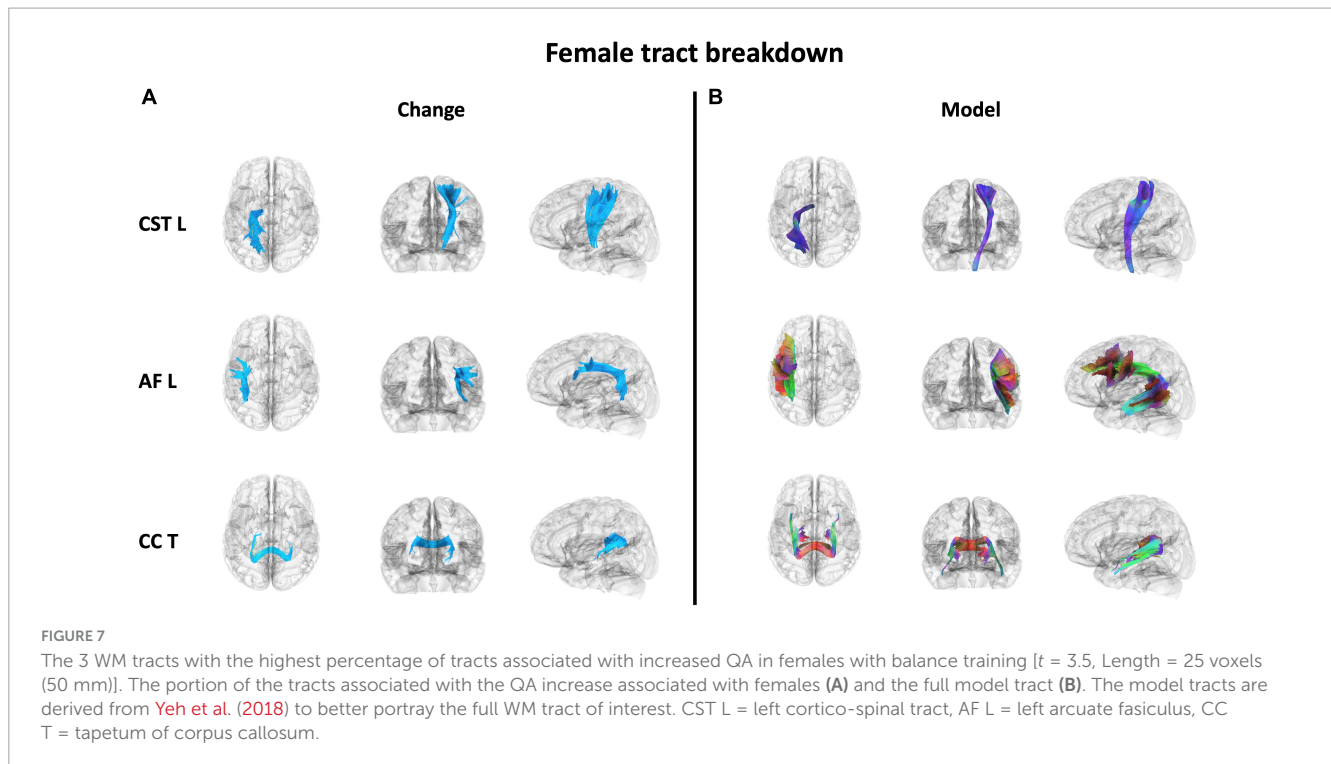 Female tract breakdown
A
B
Change
Model
CST L
AF L
CC T
FIGURE 7
The 3 WM tracts with the highest percentage of tracts associated with increased QA in females with balance training [t = 3.5, Length = 25 voxels
(50 mm)]. The portion of the tracts associated with the QA increase associated with females (A) and the full model tract (B). The model tracts are
derived from Yeh et al. (2018) to better portray the full WM tract of interest. CST L = left cortico-spinal tract, AF L = left arcuate fasiculus, CC
T = tapetum of corpus callosum.